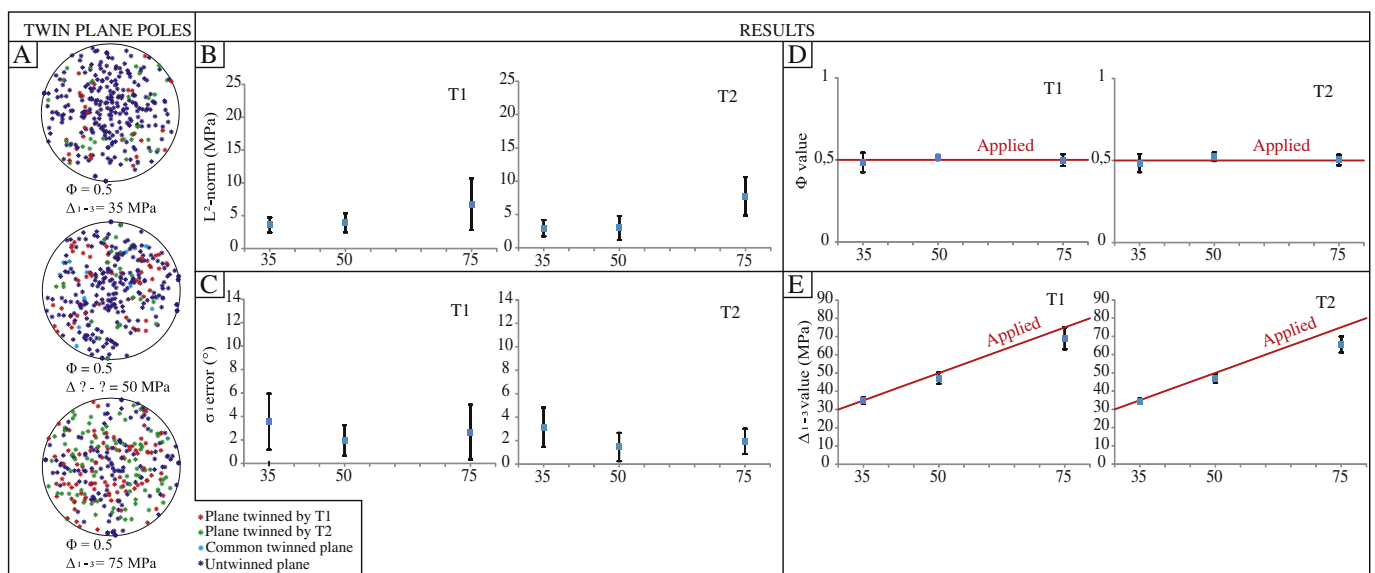 TWIN PLANE POLES
RESULTS
A
Φ = 0.5
Δ₁₋₃= 35 MPa
Φ = 0.5
Δ ? - ? = 50 MPa
Φ = 0.5
Δ₁₋₃= 75 MPa
B
T1
25
20
15
10
5
0
L²-norm (MPa)
35 50 75
T2
25
20
15
10
5
0
35 50 75
C
T1
14
12
10
8
6
4
2
0
σ₁error (°)
35 50 75
T2
14
12
10
8
6
4
2
0
35 50 75
Plane twinned by T1
Plane twinned by T2
Common twinned plane
Untwinned plane
D
T1
1
0,5
0
Φ value
Applied
35 50 75
T2
1
0,5
0
Applied
35 50 75
E
T1
90
80
70
60
50
40
30
20
10
0
Δ₁₋₃value (MPa)
Applied
35 50 75
T2
90
80
70
60
50
40
30
20
10
0
Applied
35 50 75